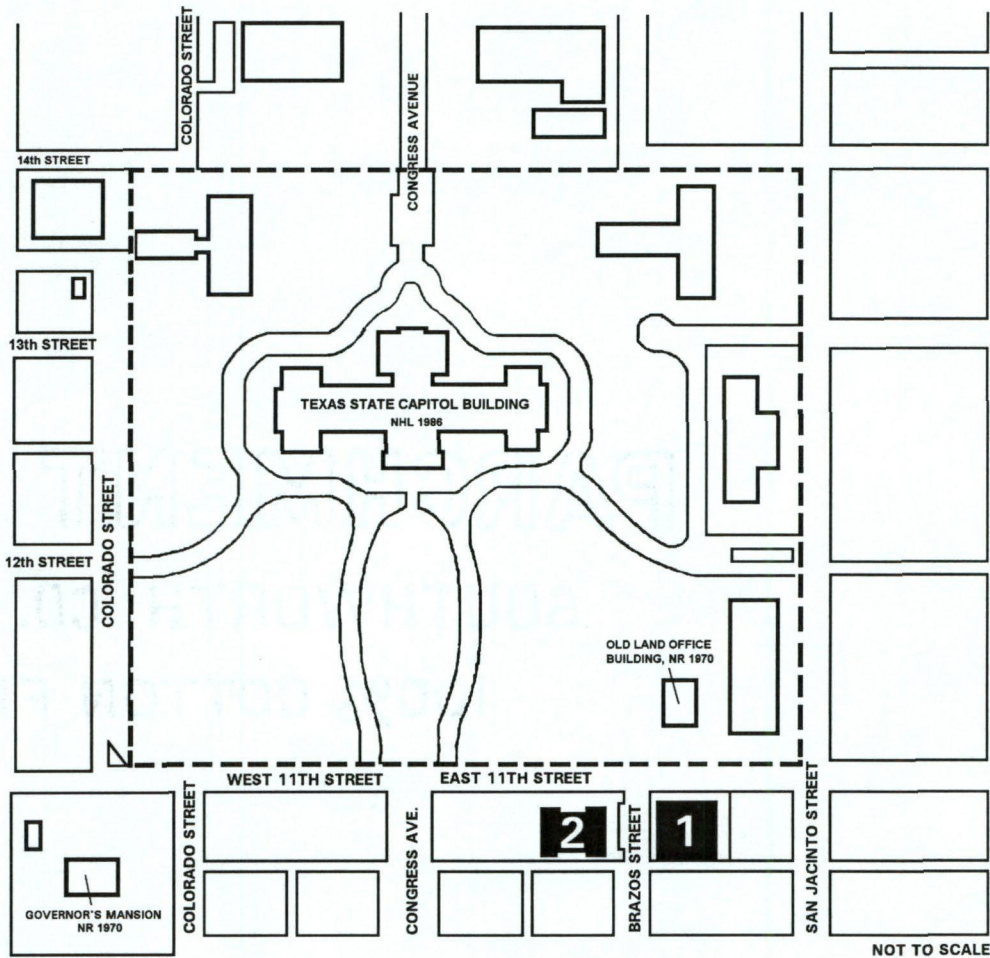 COLORADO STREET
CONGRESS AVENUE
14th STREET
13th STREET
TEXAS STATE CAPITOL BUILDING
NHL 1986
COLORADO STREET
12th STREET
OLD LAND OFFICE
BUILDING, NR 1970
WEST 11TH STREET
EAST 11TH STREET
COLORADO STREET
CONGRESS AVE.
2
BRAZOS STREET
1
SAN JACINTO STREET
GOVERNOR'S MANSION
NR 1970
NOT TO SCALE